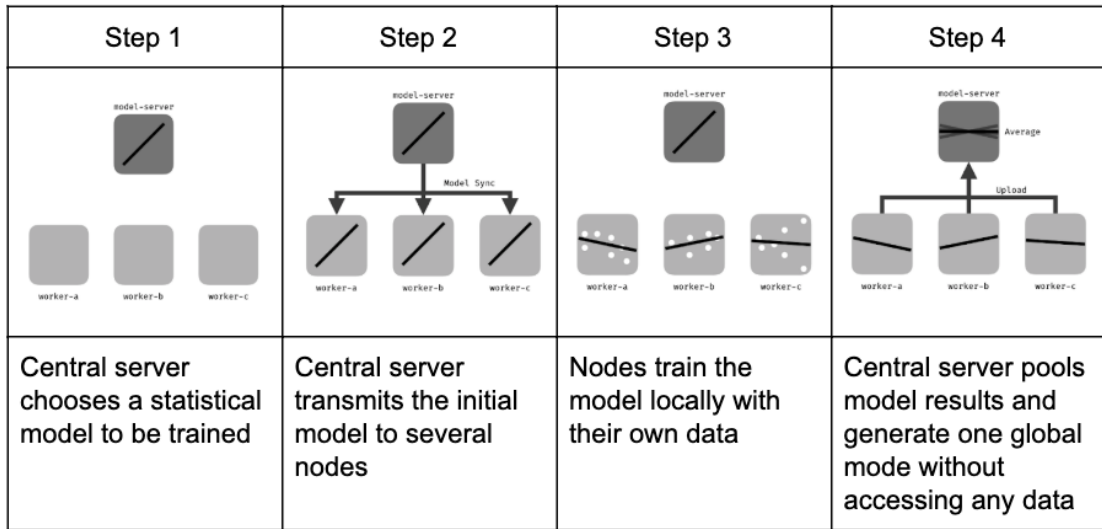 Step 1
Step 2
Step 3
Step 4
model-server
worker-a
worker-b
worker-c
model-server
Model Sync
worker-a
worker-b
worker-c
model-server
worker-a
worker-b
worker-c
model-server
Average
Upload
worker-a
worker-b
worker-c
Central server
chooses a statistical
model to be trained
Central server
transmits the initial
model to several
nodes
Nodes train the
model locally with
their own data
Central server pools
model results and
generate one global
mode without
accessing any data